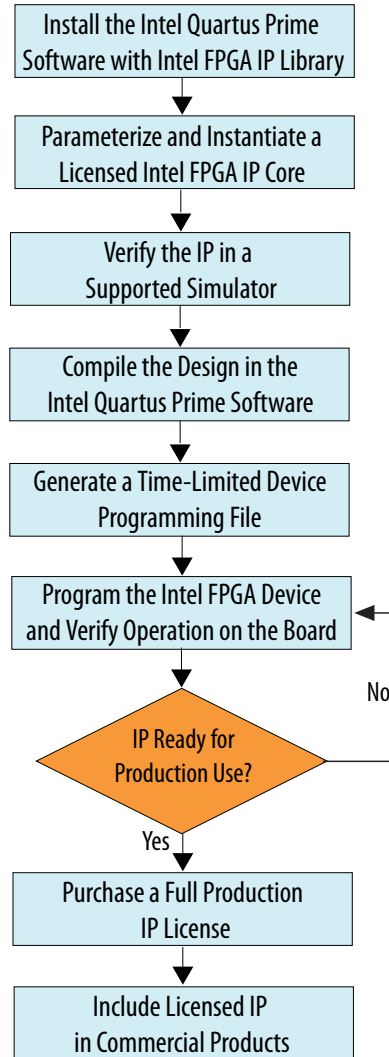 Install the Intel Quartus Prime
Software with Intel FPGA IP Library
Parameterize and Instantiate a
Licensed Intel FPGA IP Core
Verify the IP in a
Supported Simulator
Compile the Design in the
Intel Quartus Prime Software
Generate a Time-Limited Device
Programming File
Program the Intel FPGA Device
and Verify Operation on the Board
No
IP Ready for
Production Use?
Yes
Purchase a Full Production
IP License
Include Licensed IP
in Commercial Products